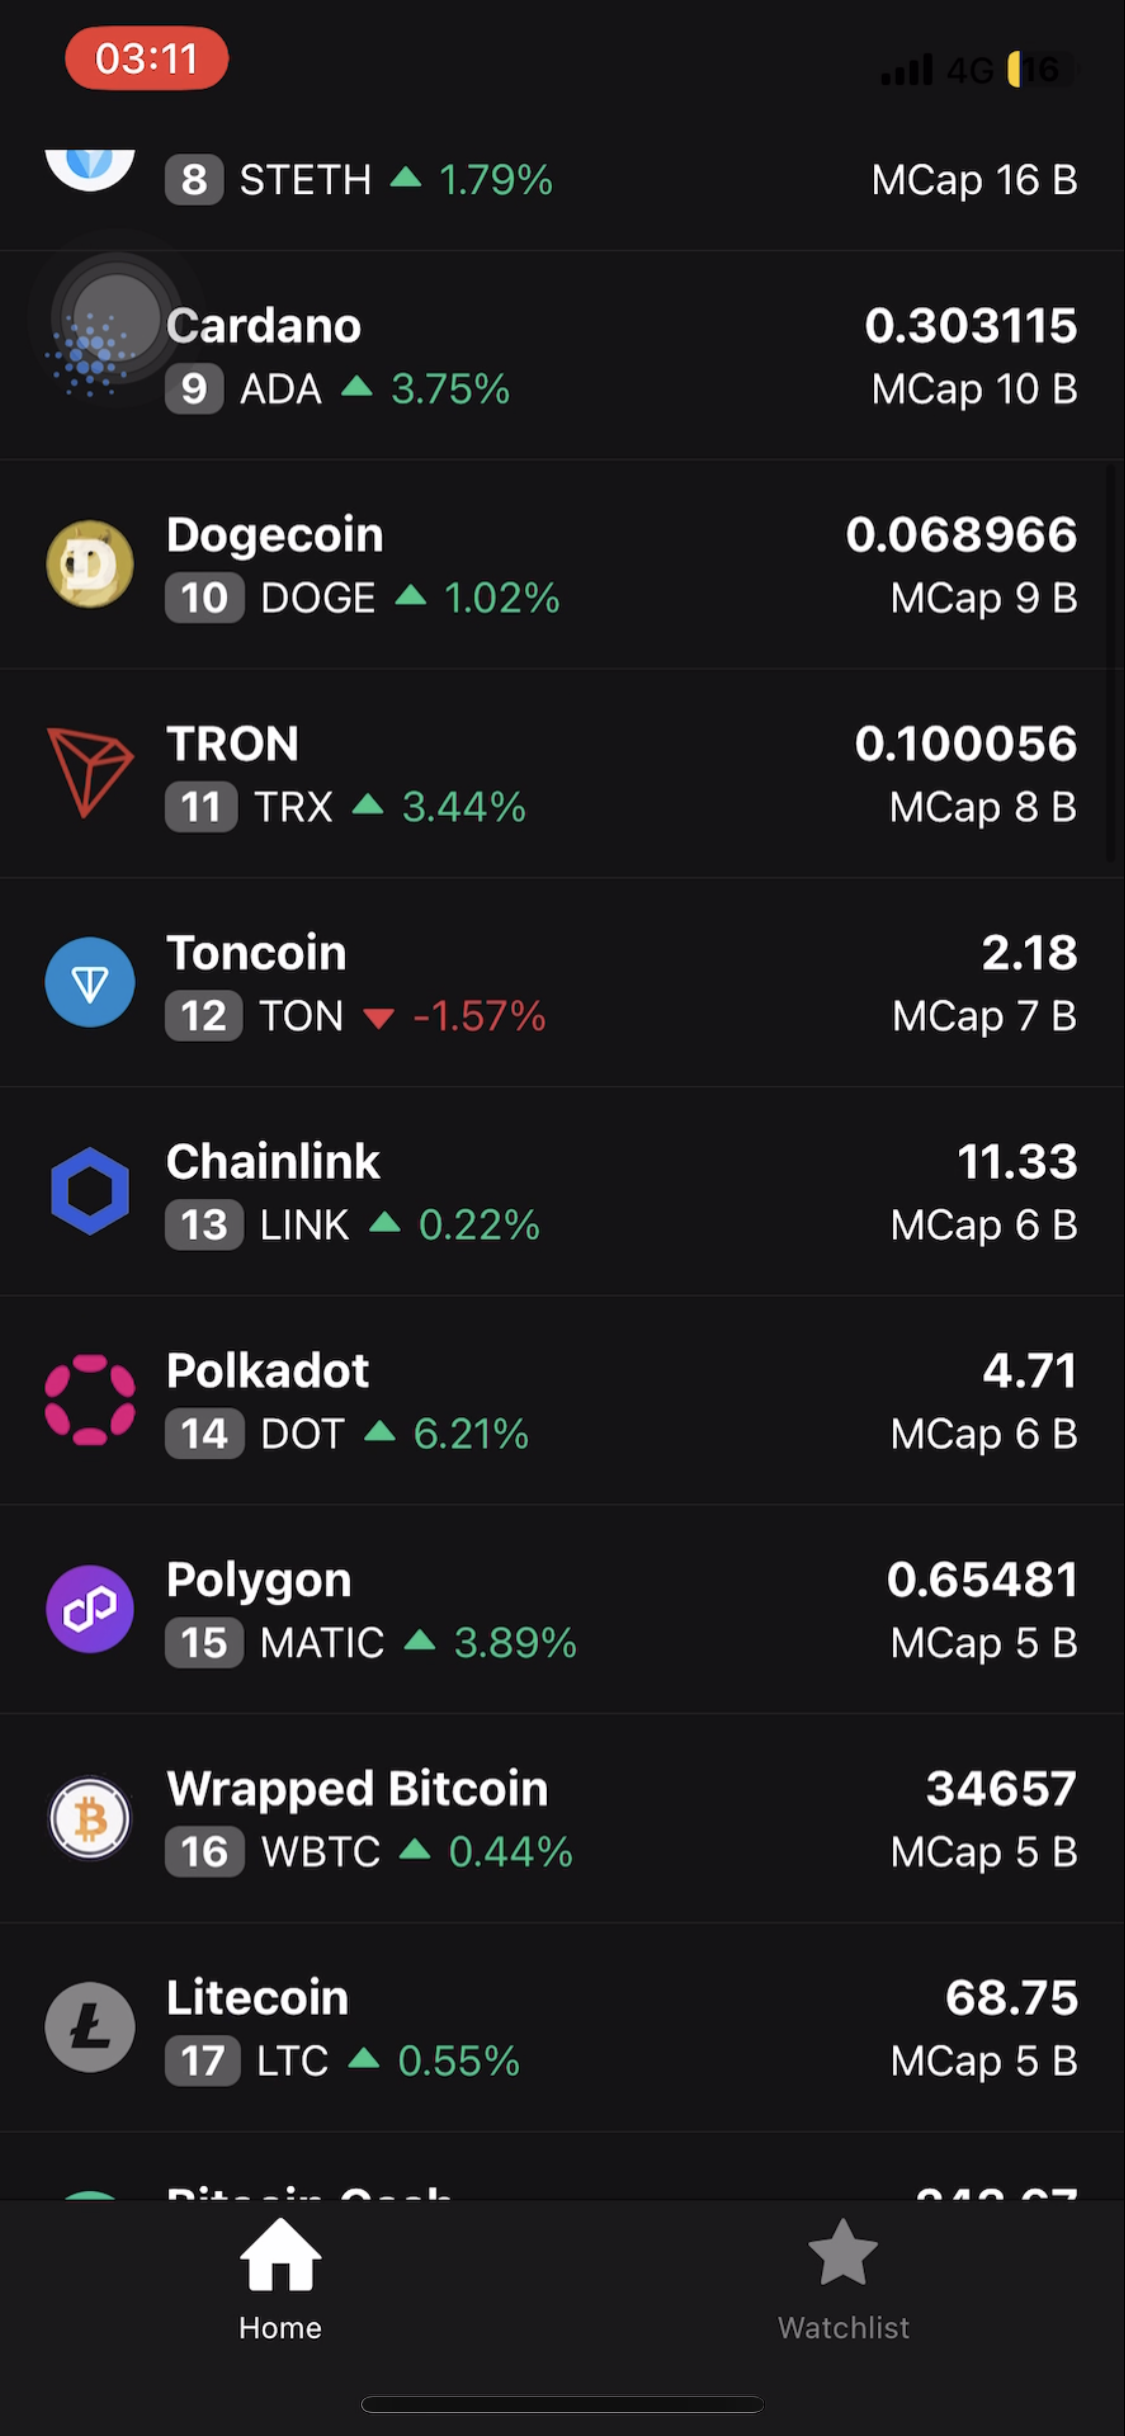 03:11
4G 16
8 STETH ▲ 1.79% MCap 16 B
Cardano 0.303115
9 ADA ▲ 3.75% MCap 10 B
Dogecoin 0.068966
10 DOGE ▲ 1.02% MCap 9 B
TRON 0.100056
11 TRX ▲ 3.44% MCap 8 B
Toncoin 2.18
12 TON ▼ -1.57% MCap 7 B
Chainlink 11.33
13 LINK ▲ 0.22% MCap 6 B
Polkadot 4.71
14 DOT ▲ 6.21% MCap 6 B
Polygon 0.65481
15 MATIC ▲ 3.89% MCap 5 B
Wrapped Bitcoin 34657
16 WBTC ▲ 0.44% MCap 5 B
Litecoin 68.75
17 LTC ▲ 0.55% MCap 5 B
Bitcoin Cash
Home Watchlist